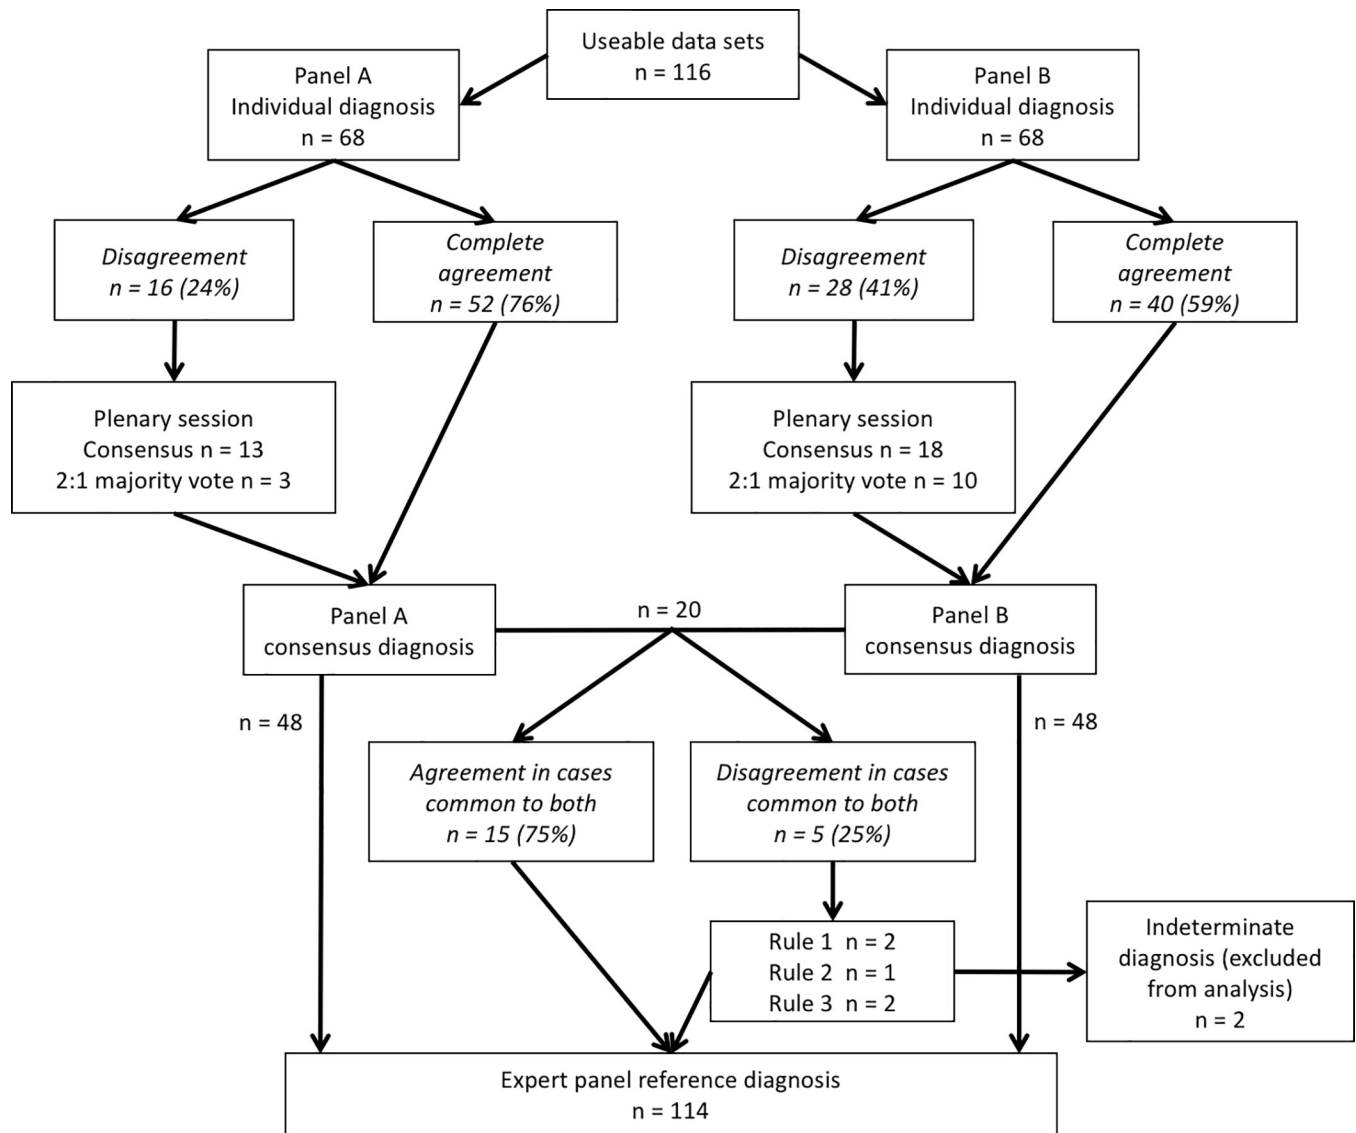 Useable data sets
n = 116
Panel A
Individual diagnosis
n = 68
Panel B
Individual diagnosis
n = 68
Disagreement
n = 16 (24%)
Complete
agreement
n = 52 (76%)
Disagreement
n = 28 (41%)
Complete
agreement
n = 40 (59%)
Plenary session
Consensus n = 13
2:1 majority vote n = 3
Plenary session
Consensus n = 18
2:1 majority vote n = 10
Panel A
consensus diagnosis
n = 20
Panel B
consensus diagnosis
n = 48
n = 48
Agreement in cases
common to both
n = 15 (75%)
Disagreement in cases
common to both
n = 5 (25%)
Rule 1 n = 2
Rule 2 n = 1
Rule 3 n = 2
Indeterminate
diagnosis (excluded
from analysis)
n = 2
Expert panel reference diagnosis
n = 114